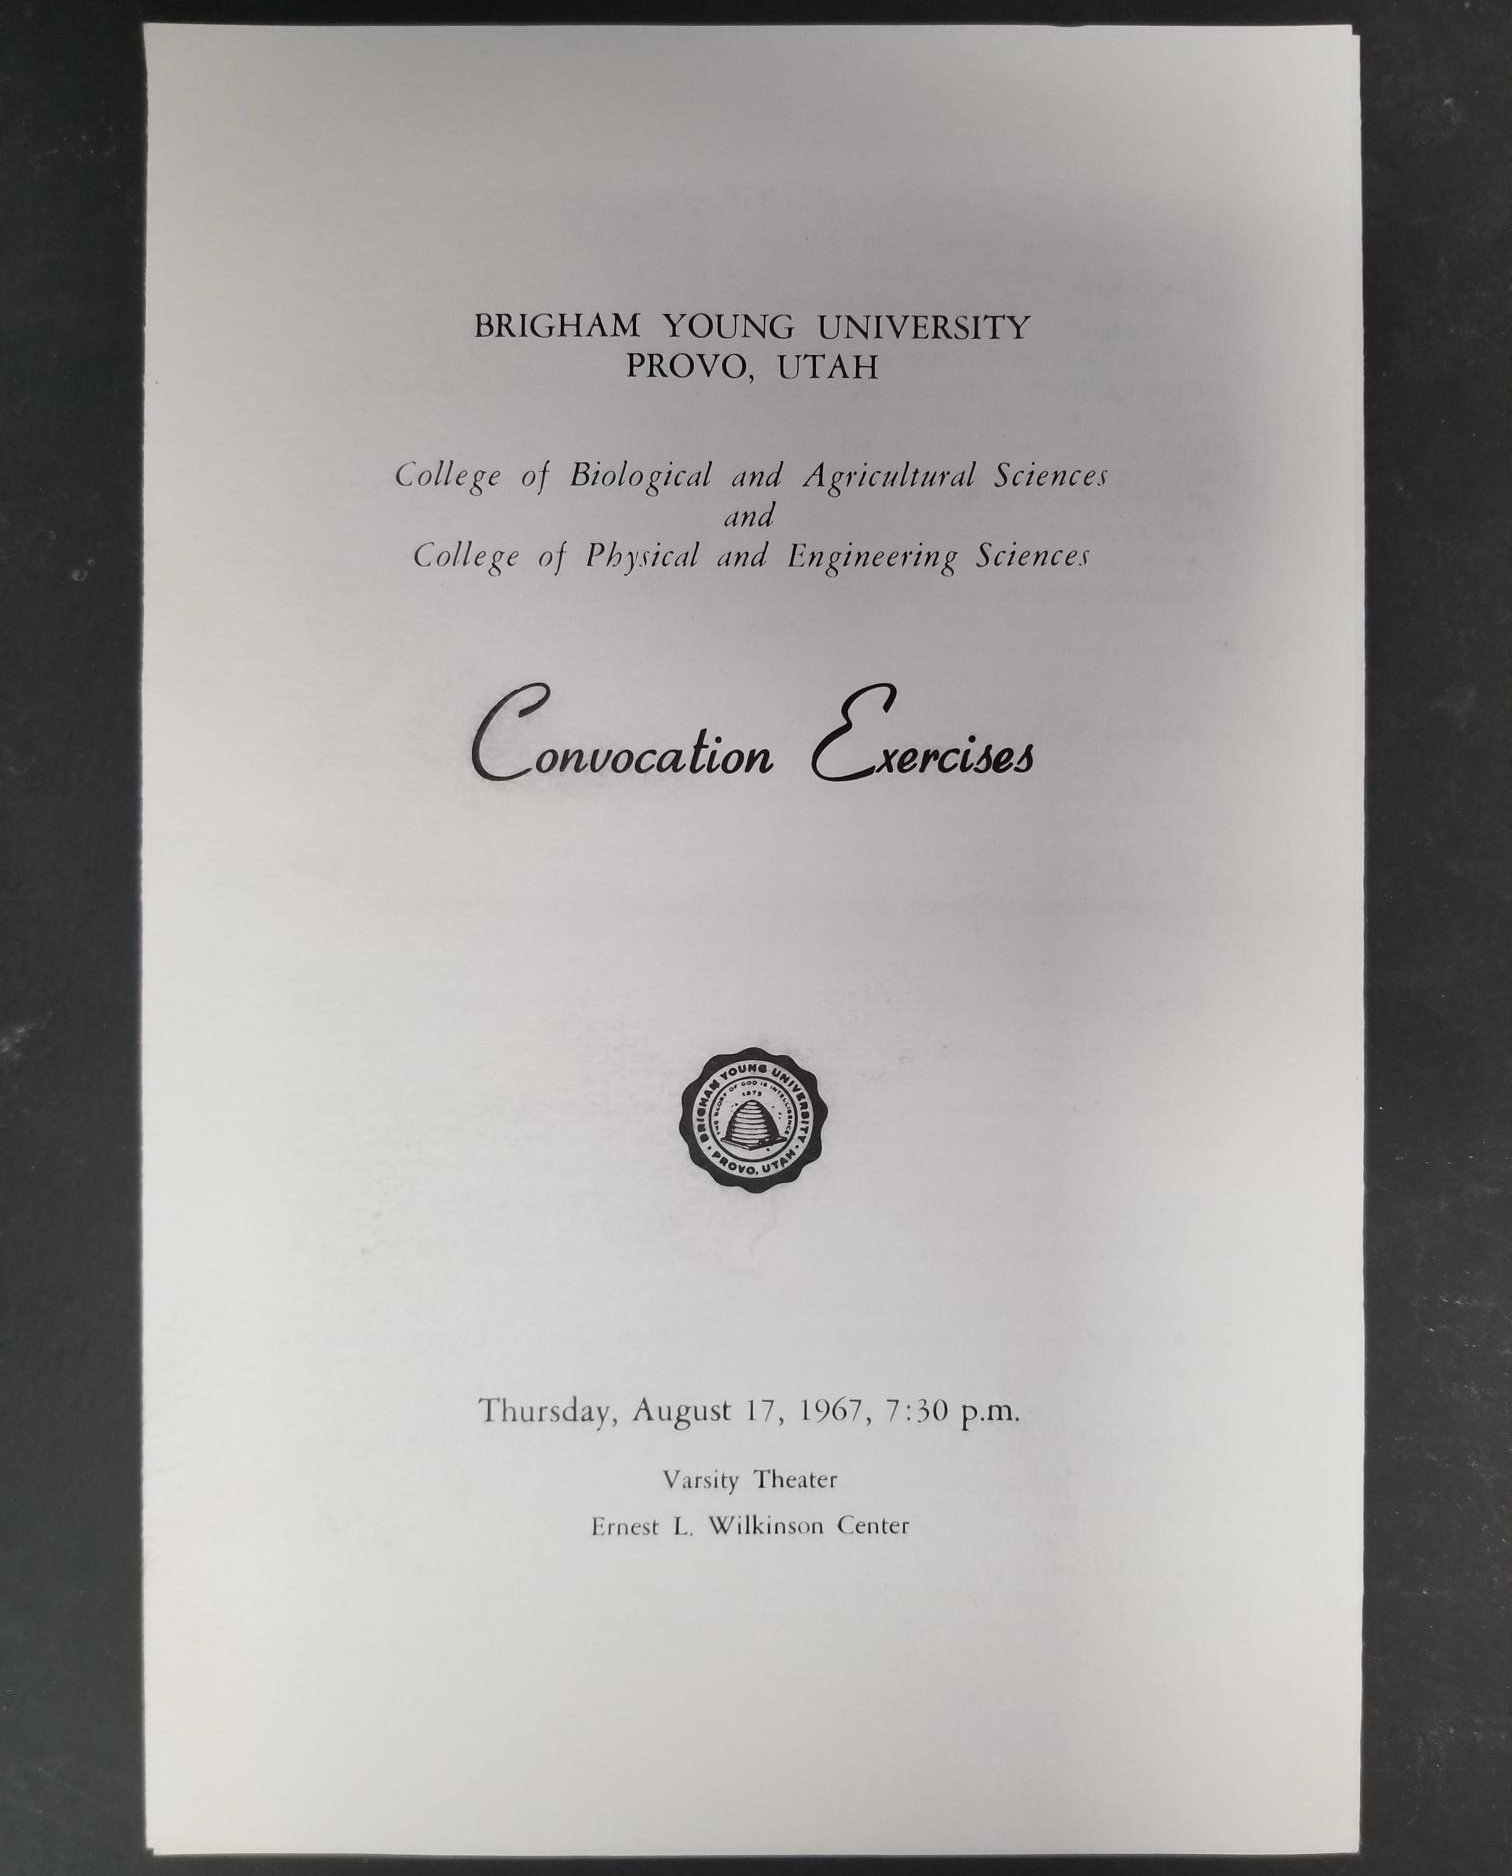 BRIGHAM YOUNG UNIVERSITY
PROVO, UTAH
College of Biological and Agricultural Sciences
and
College of Physical and Engineering Sciences
Convocation Exercises
BRIGHAM YOUNG UNIVERSITY
THE GLORY OF GOD IS INTELLIGENCE
1875
PROVO, UTAH
Thursday, August 17, 1967, 7:30 p.m.
Varsity Theater
Ernest L. Wilkinson Center